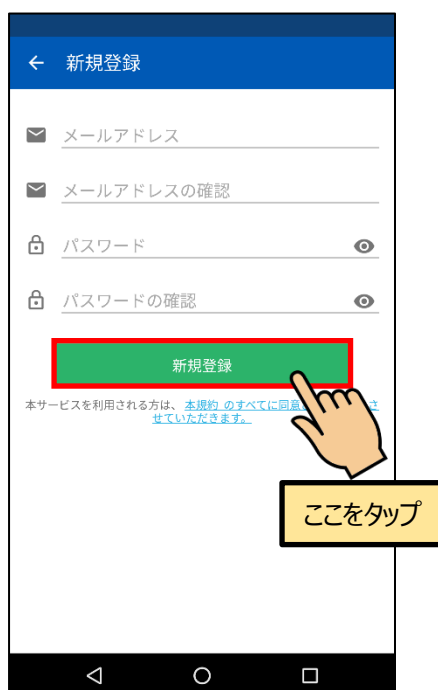 新規登録
メールアドレス
メールアドレスの確認
パスワード
パスワードの確認
新規登録
本サービスを利用される方は、本規約 のすべてに同意
せていただきます。
ここをタップ